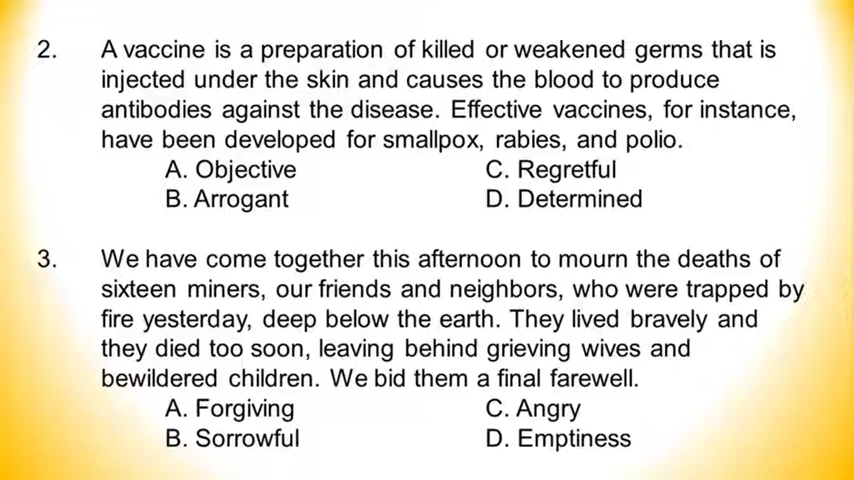 2. A vaccine is a preparation of killed or weakened germs that is
injected under the skin and causes the blood to produce
antibodies against the disease. Effective vaccines, for instance,
have been developed for smallpox, rabies, and polio.
A. Objective C. Regretful
B. Arrogant D. Determined
3. We have come together this afternoon to mourn the deaths of
sixteen miners, our friends and neighbors, who were trapped by
fire yesterday, deep below the earth. They lived bravely and
they died too soon, leaving behind grieving wives and
bewildered children. We bid them a final farewell.
A. Forgiving C. Angry
B. Sorrowful D. Emptiness